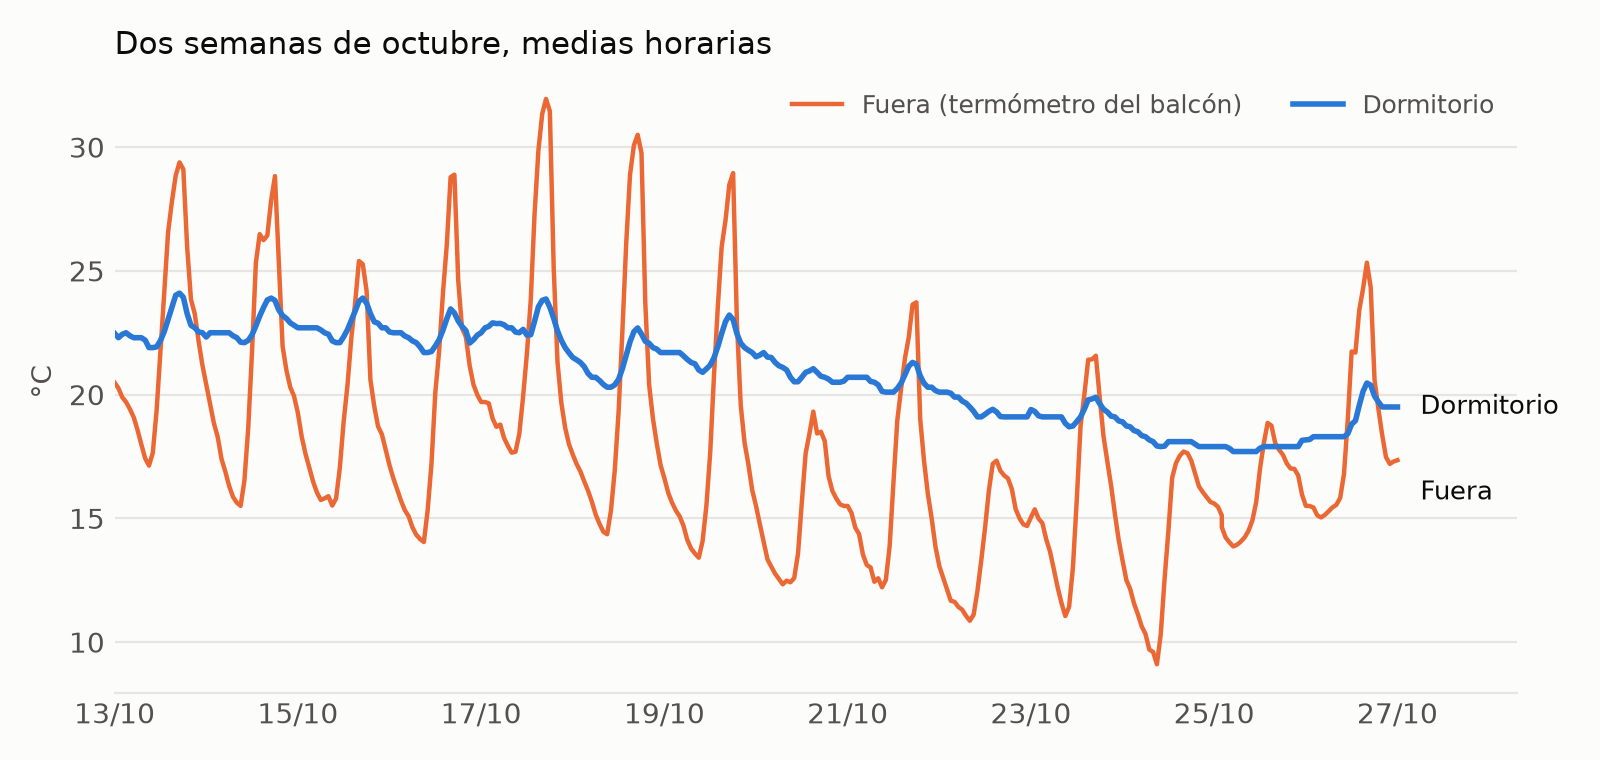 Dos semanas de octubre, medias horarias
Fuera (termómetro del balcón)
Dormitorio
30
25
20
15
10
°C
Dormitorio
Fuera
13/10
15/10
17/10
19/10
21/10
23/10
25/10
27/10